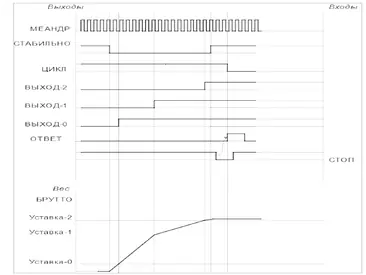 Выходы
Входы
МЕАНДР
СТАБИЛЬНО
ЦИКЛ
ВЫХОД-2
ВЫХОД-1
ВЫХОД-0
ОТВЕТ
СТОП
Вес
БРУТТО
Уставка-2
Уставка-1
Уставка-0